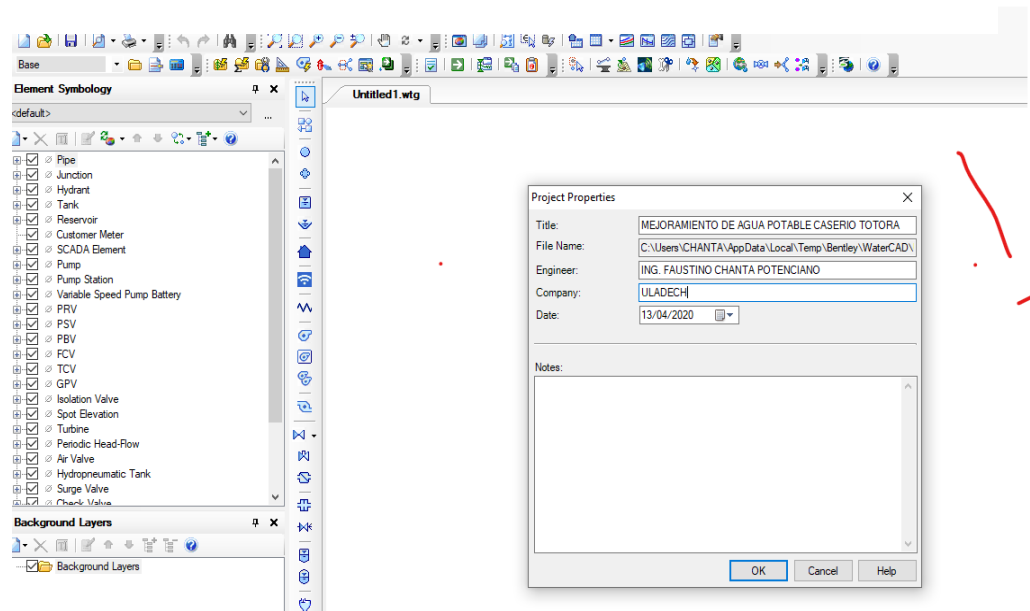 Base
Element Symbology
Untitled1.wtg
<default>
...
Pipe
Junction
Hydrant
Tank
Reservoir
Customer Meter
SCADA Element
Pump
Pump Station
Variable Speed Pump Battery
PRV
PSV
PBV
FCV
TCV
GPV
Isolation Valve
Spot Elevation
Turbine
Periodic Head-Flow
Air Valve
Hydropneumatic Tank
Surge Valve
Check Valve
Background Layers
Background Layers
Project Properties
Title: MEJORAMIENTO DE AGUA POTABLE CASERIO TOTORA
File Name: C:\Users\CHANTA\AppData\Local\Temp\Bentley\WaterCAD\
Engineer: ING. FAUSTINO CHANTA POTENCIANO
Company: ULADECH
Date: 13/04/2020
Notes:
OK Cancel Help